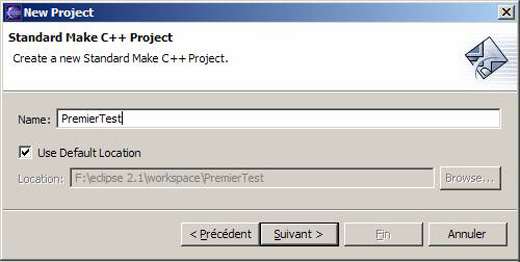 New Project
Standard Make C++ Project
Create a new Standard Make C++ Project.
Name: PremierTest
Use Default Location
Location: F:\eclipse 2.1\workspace\PremierTest Browse...
< Précédent Suivant > Fin Annuler